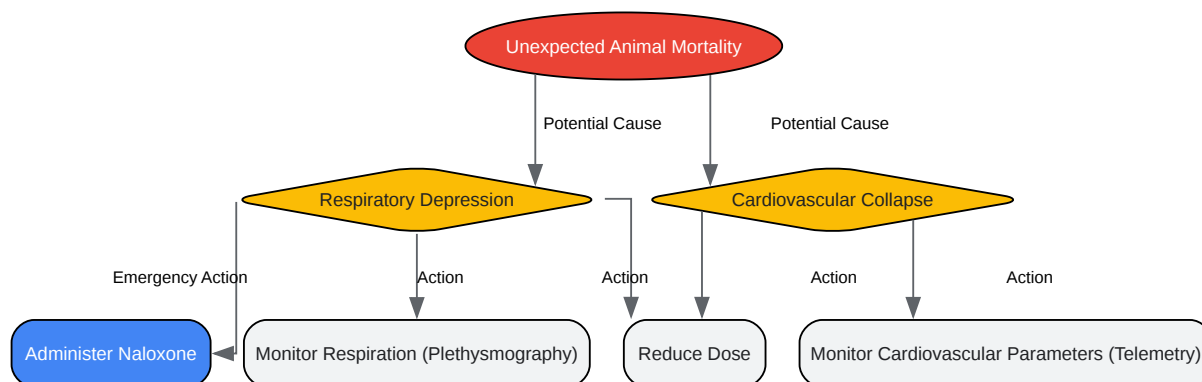 Unexpected Animal Mortality
Potential Cause
Potential Cause
Respiratory Depression
Cardiovascular Collapse
Emergency Action
Action
Action
Action
Action
Administer Naloxone
Monitor Respiration (Plethysmography)
Reduce Dose
Monitor Cardiovascular Parameters (Telemetry)